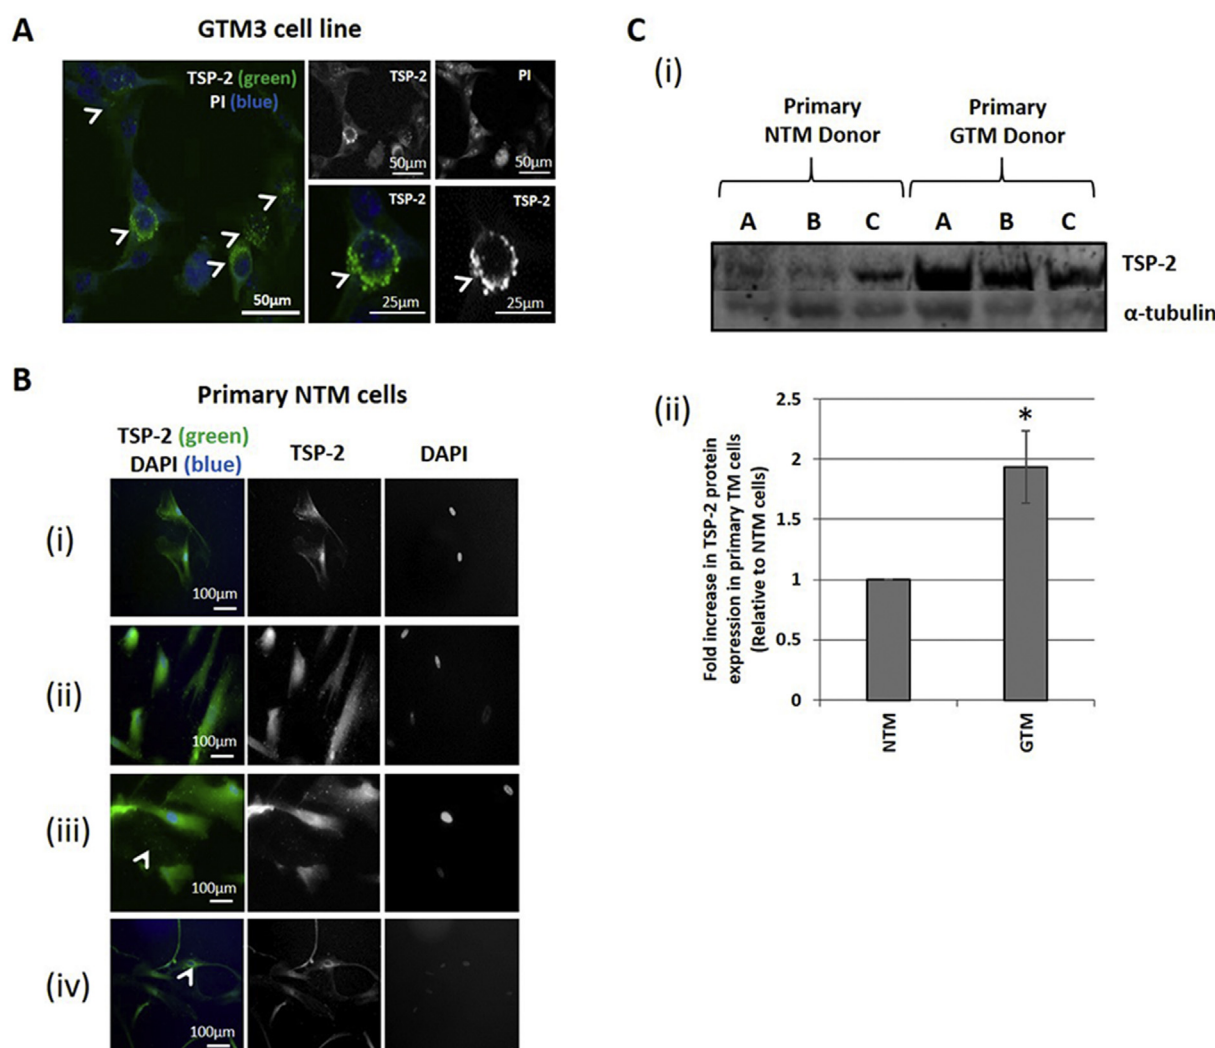 A
GTM3 cell line
TSP-2 (green)
PI (blue)
50µm
TSP-2
50µm
PI
50µm
TSP-2
25µm
TSP-2
25µm
B
Primary NTM cells
TSP-2 (green)
DAPI (blue)
TSP-2
DAPI
(i)
100µm
(ii)
100µm
(iii)
100µm
(iv)
100µm
C
(i)
Primary
NTM Donor
Primary
GTM Donor
A B C A B C
TSP-2
α-tubulin
(ii)
Fold increase in TSP-2 protein
expression in primary TM cells
(Relative to NTM cells)
2.5
2
1.5
1
0.5
0
*
NTM
GTM